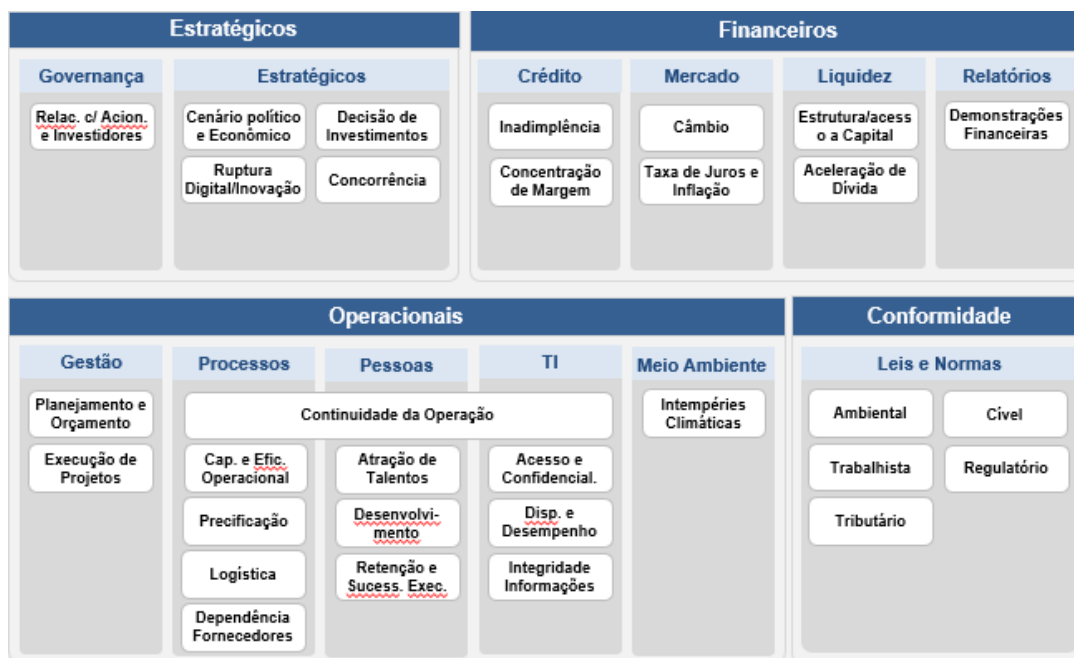 Estratégicos
Governança
Relac. c/ Acion.
e Investidores
Estratégicos
Cenário político
e Econômico
Decisão de
Investimentos
Ruptura
Digital/Inovação
Concorrência
Financeiros
Crédito
Inadimplência
Concentração
de Margem
Mercado
Câmbio
Taxa de Juros e
Inflação
Liquidez
Estrutura/acess
o a Capital
Aceleração de
Dívida
Relatórios
Demonstrações
Financeiras
Operacionais
Gestão
Planejamento e
Orçamento
Execução de
Projetos
Processos
Pessoas
TI
Continuidade da Operação
Cap. e Efic.
Operacional
Precificação
Logística
Dependência
Fornecedores
Atração de
Talentos
Desenvolvi-
mento
Retenção e
Sucess. Exec.
Acesso e
Confidencial.
Disp. e
Desempenho
Integridade
Informações
Meio Ambiente
Intempéries
Climáticas
Conformidade
Leis e Normas
Ambiental
Cível
Trabalhista
Regulatório
Tributário